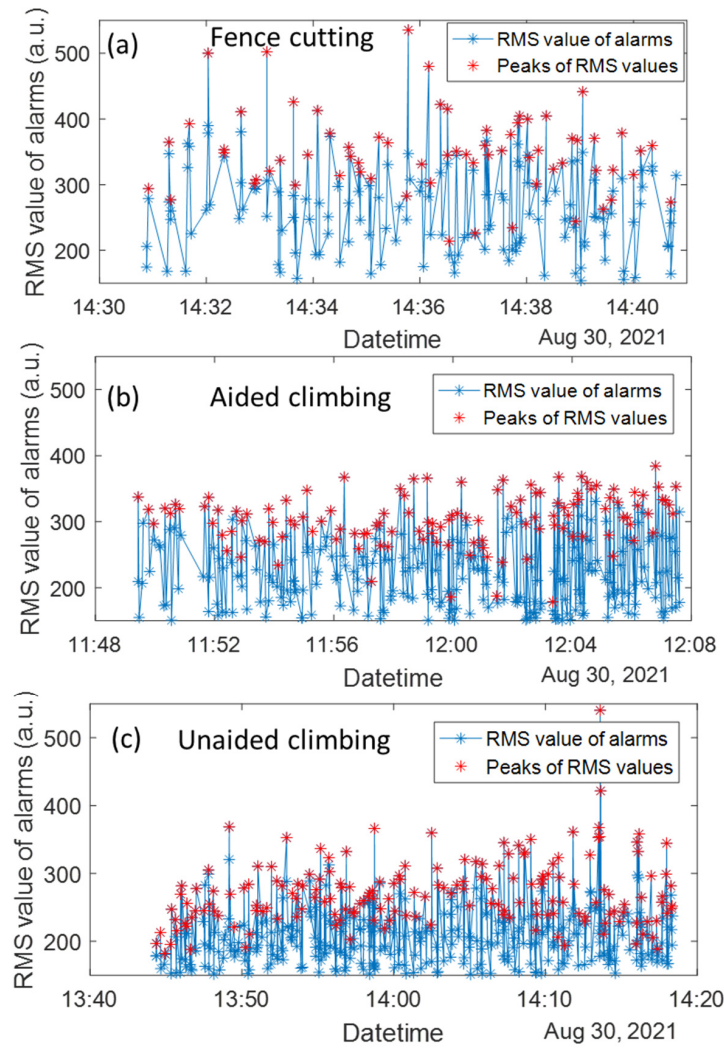 (a) Fence cutting
RMS value of alarms
Peaks of RMS values
RMS value of alarms (a.u.)
500
400
300
200
14:30 14:32 14:34 14:36 14:38 14:40
Datetime
Aug 30, 2021
(b) Aided climbing
RMS value of alarms
Peaks of RMS values
RMS value of alarms (a.u.)
500
400
300
200
11:48 11:52 11:56 12:00 12:04 12:08
Datetime
Aug 30, 2021
(c) Unaided climbing
RMS value of alarms
Peaks of RMS values
RMS value of alarms (a.u.)
500
400
300
200
13:40 13:50 14:00 14:10 14:20
Datetime
Aug 30, 2021